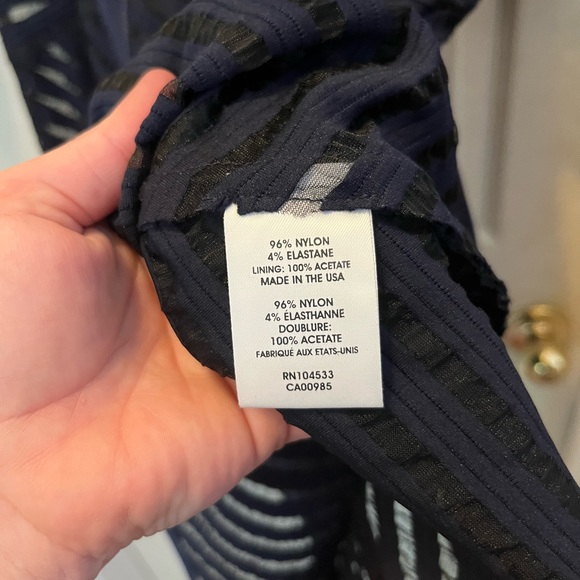 96% NYLON
4% ELASTANE
LINING: 100% ACETATE
MADE IN THE USA
96% NYLON
4% ÉLASTHANNE
DOUBLURE:
100% ACETATE
FABRIQUÉ AUX ETATS-UNIS
RN104533
CA00985